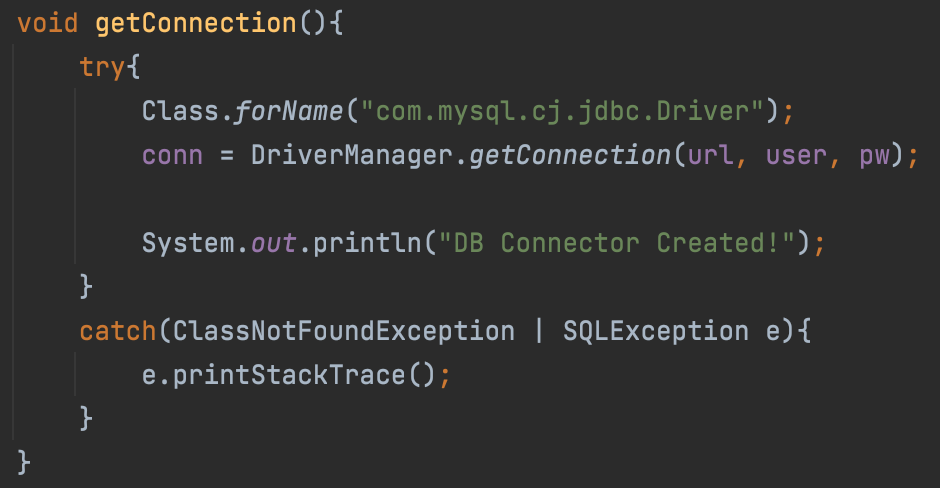 void getConnection(){
try{
Class.forName("com.mysql.cj.jdbc.Driver");
conn = DriverManager.getConnection(url, user, pw);
System.out.println("DB Connector Created!");
}
catch(ClassNotFoundException | SQLException e){
e.printStackTrace();
}
}